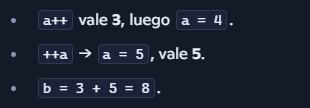 • a++ vale 3, luego a = 4.
• ++a → a = 5, vale 5.
• b = 3 + 5 = 8.